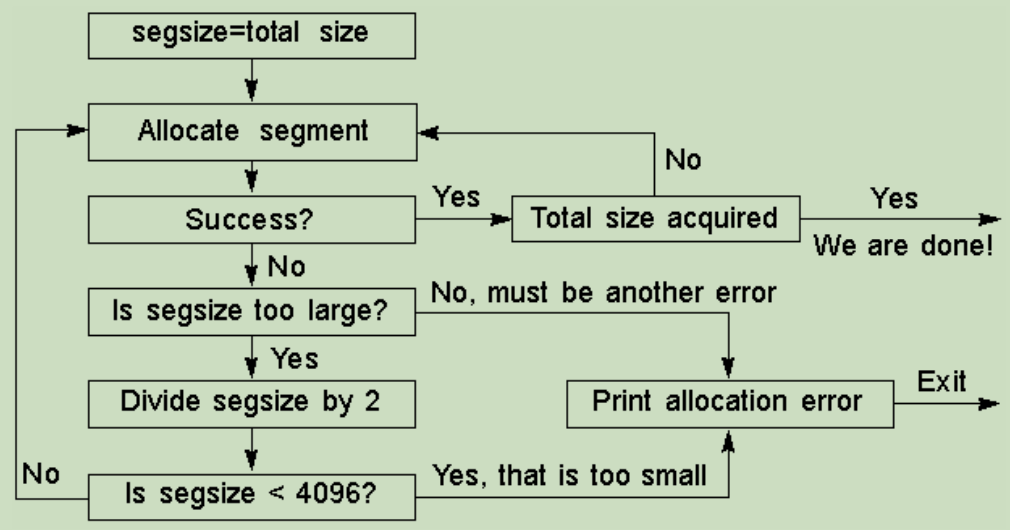 segsize=total size
Allocate segment
No
Success?
Yes
Total size acquired
Yes
We are done!
No
Is segsize too large?
No, must be another error
Yes
Divide segsize by 2
Print allocation error
Exit
No
Is segsize < 4096?
Yes, that is too small